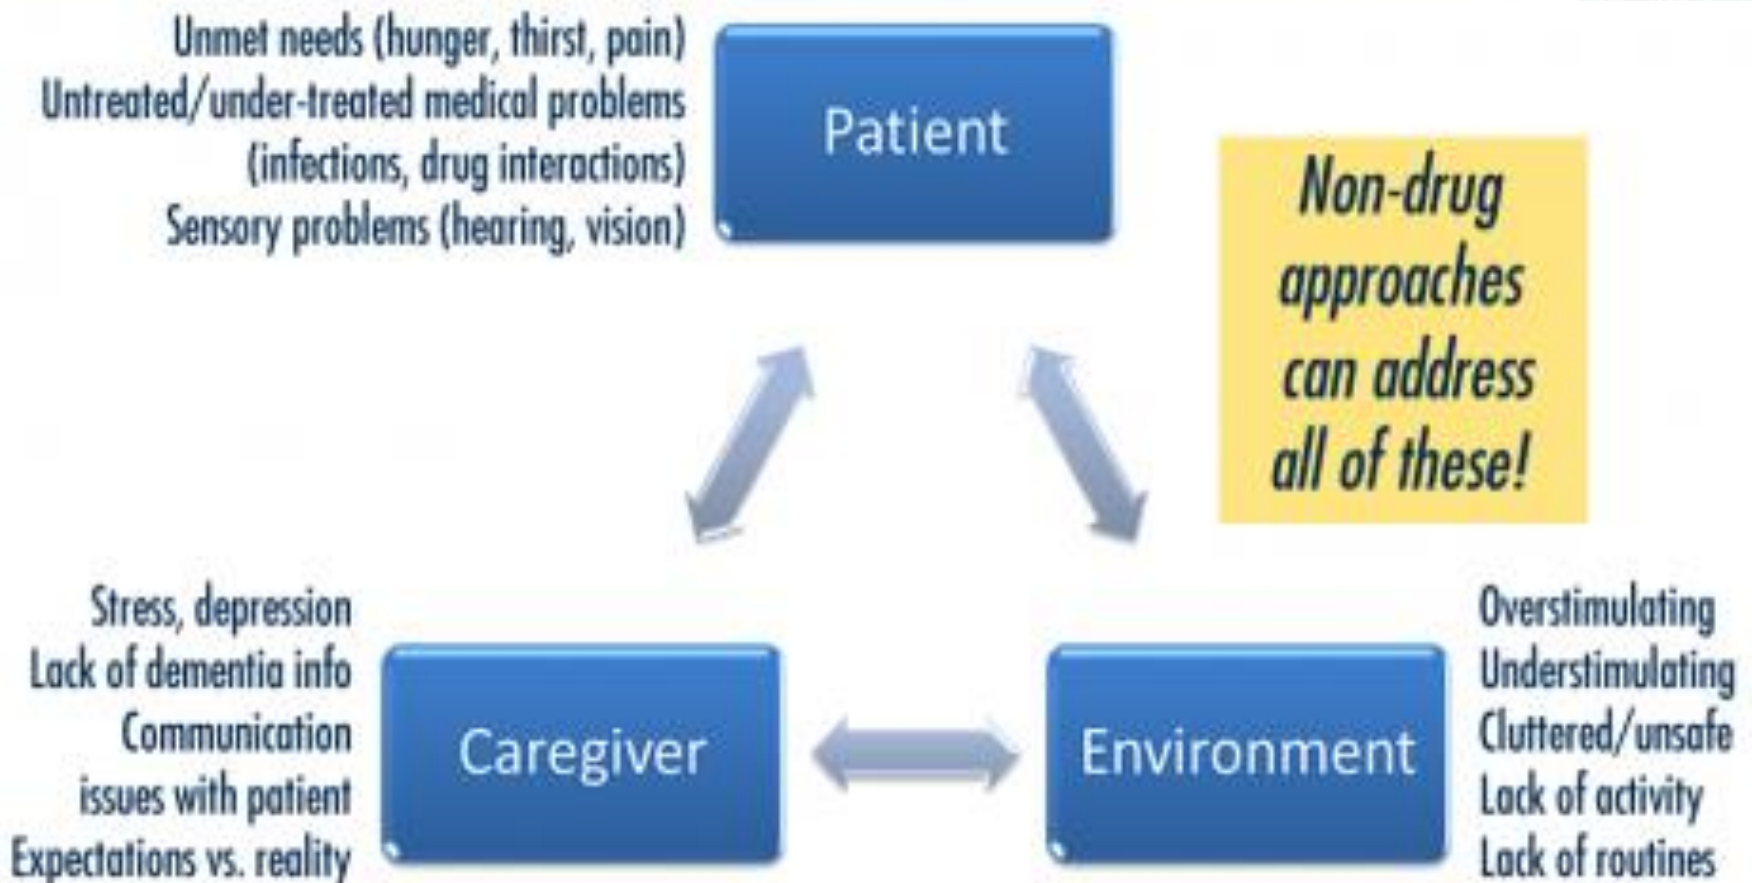 Unmet needs (hunger, thirst, pain)
Untreated/under-treated medical problems
(infections, drug interactions)
Sensory problems (hearing, vision)
Patient
Non-drug
approaches
can address
all of these!
Stress, depression
Lack of dementia info
Communication
issues with patient
Expectations vs. reality
Caregiver
Environment
Overstimulating
Understimulating
Cluttered/unsafe
Lack of activity
Lack of routines